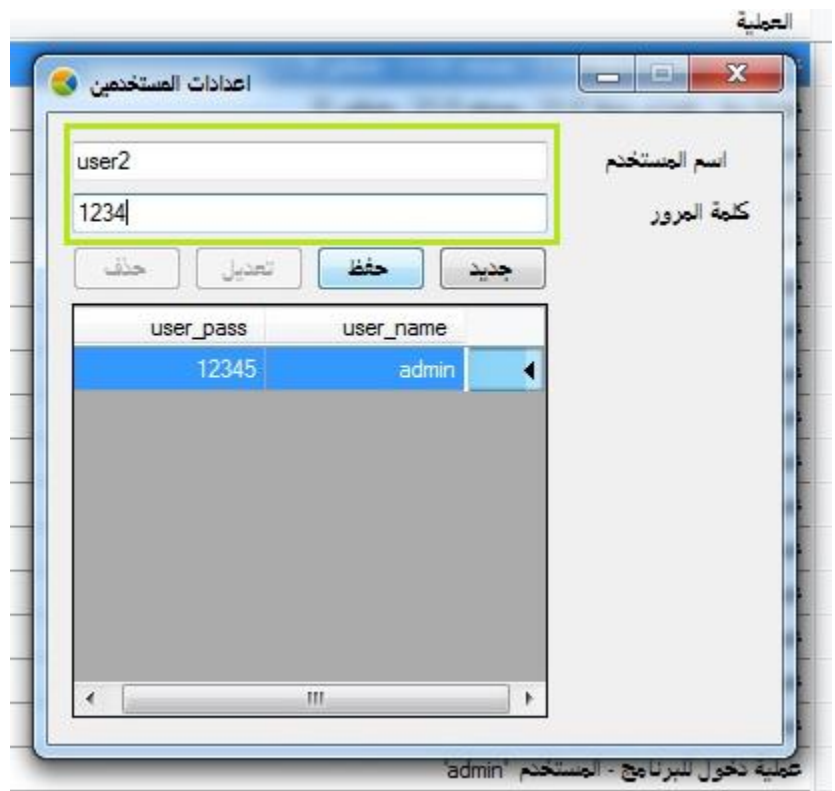 العملية
اعدادات المستخدمين
اسم المستخدم user2
كلمة المرور 1234
جديد حفظ تعديل حذف
user_name user_pass
admin 12345
عملية دخول للبرنامج - المستخدم 'admin'